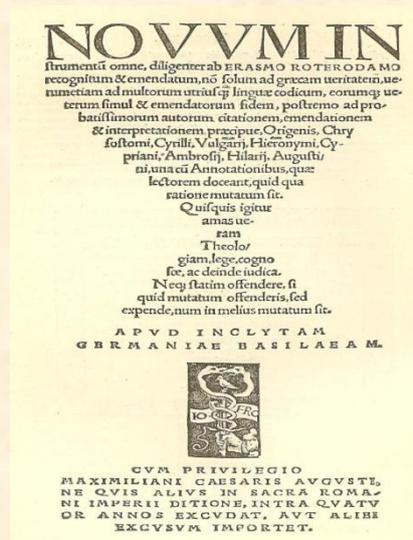 NOVVM IN
strumentū omne, diligenter ab ERASMO ROTERODAMO
recognitum & emendatum, nō solum ad græcam ueritatem, ue-
rumetiam ad multorum utriusq; linguæ codicum, eorumq; ue-
terum simul & emendatorum fidem, postremo ad pro-
batissimorum autorum citationem, emendationem
& interpretationem, præcipue, Origenis, Chry
sostomi, Cyrilli, Vulgarij, Hieronymi, Cy-
priani, Ambrosij, Hilarij, Augusti/
ni, una cū Annotationibus, quæ
lectorem doceant, quid qua
ratione mutatum sit.
Quisquis igitur
amas ue-
ram
Theolo/
giam, lege, cogno
sce, ac deinde iudica.
Neq; statim offendere, si
quid mutatum offenderis, sed
expende, num in melius mutatum sit.
APVD INCLYTAM
GERMANIAE BASILAEAM.
IO FRO
CVM PRIVILEGIO
MAXIMILIANI CAESARIS AVGVSTI,
NE QVIS ALIVS IN SACRA ROMA-
NI IMPERII DITIONE, INTRA QVATV
OR ANNOS EXCVDAT, AVT ALIBI
EXCVSVM IMPORTET.